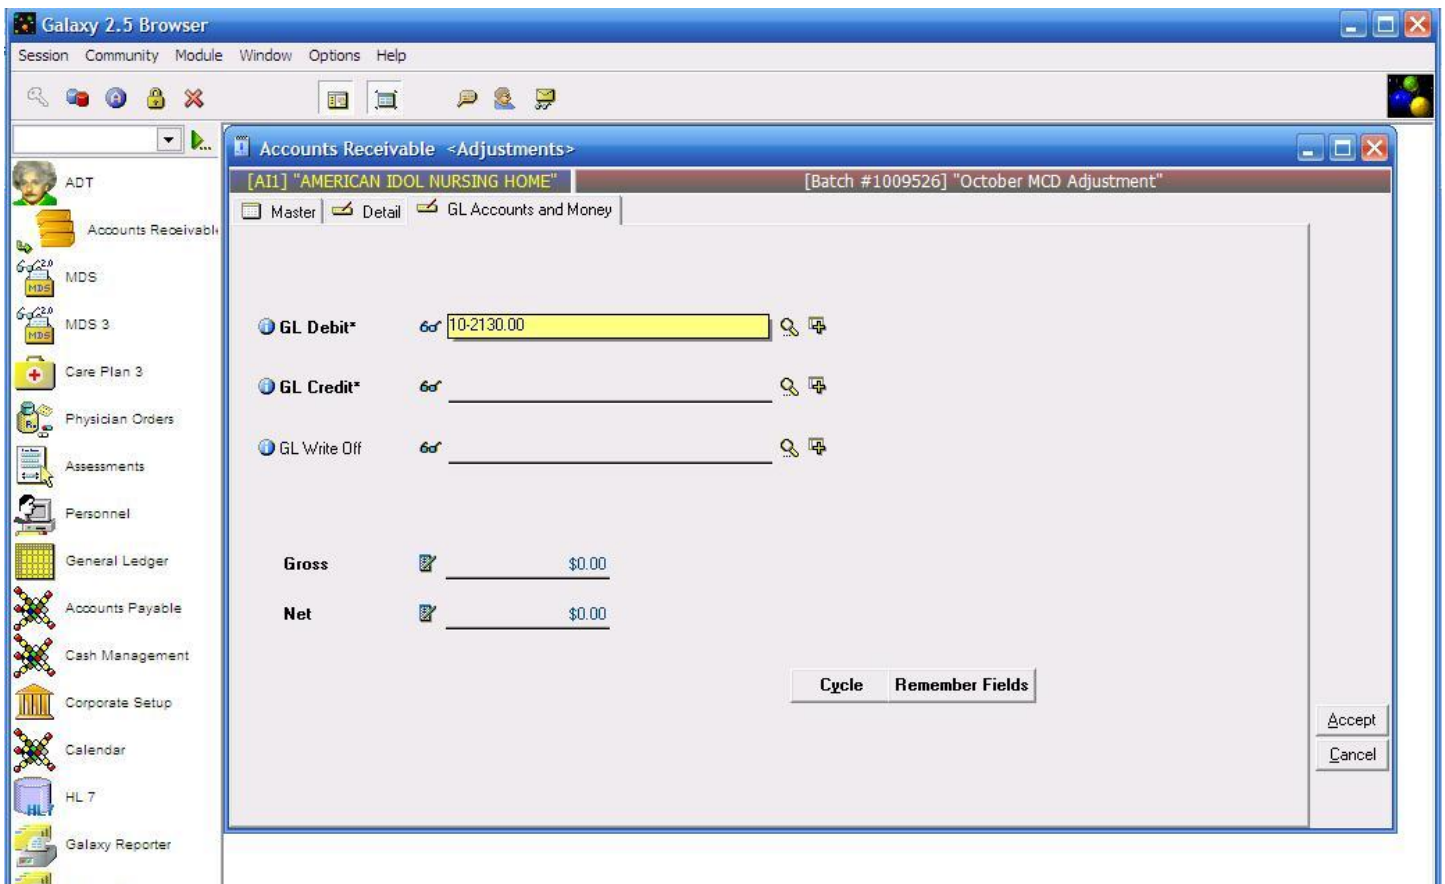 Galaxy 2.5 Browser
Session Community Module Window Options Help
Accounts Receivable <Adjustments>
[AI1] "AMERICAN IDOL NURSING HOME" [Batch #1009526] "October MCD Adjustment"
Master Detail GL Accounts and Money
ADT
Accounts Receivabl
MDS
MDS 3
Care Plan 3
Physician Orders
Assessments
Personnel
General Ledger
Accounts Payable
Cash Management
Corporate Setup
Calendar
HL 7
Galaxy Reporter
GL Debit* 10-2130.00
GL Credit*
GL Write Off
Gross $0.00
Net $0.00
Cycle Remember Fields
Accept
Cancel